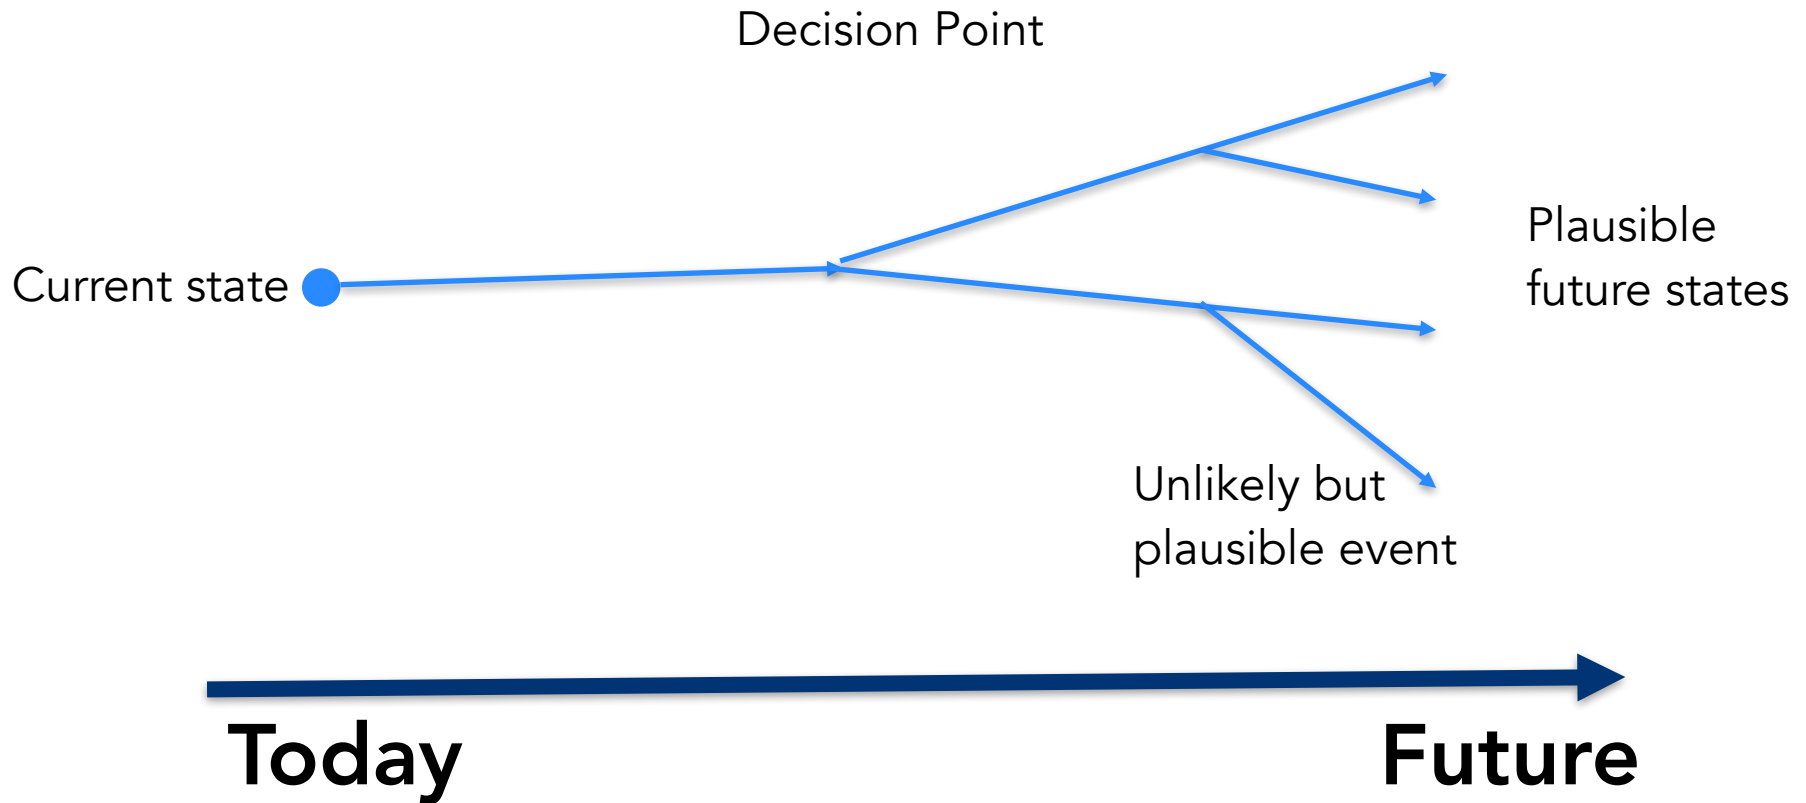 Decision Point
Plausible
future states
Current state
Unlikely but
plausible event
Today
Future